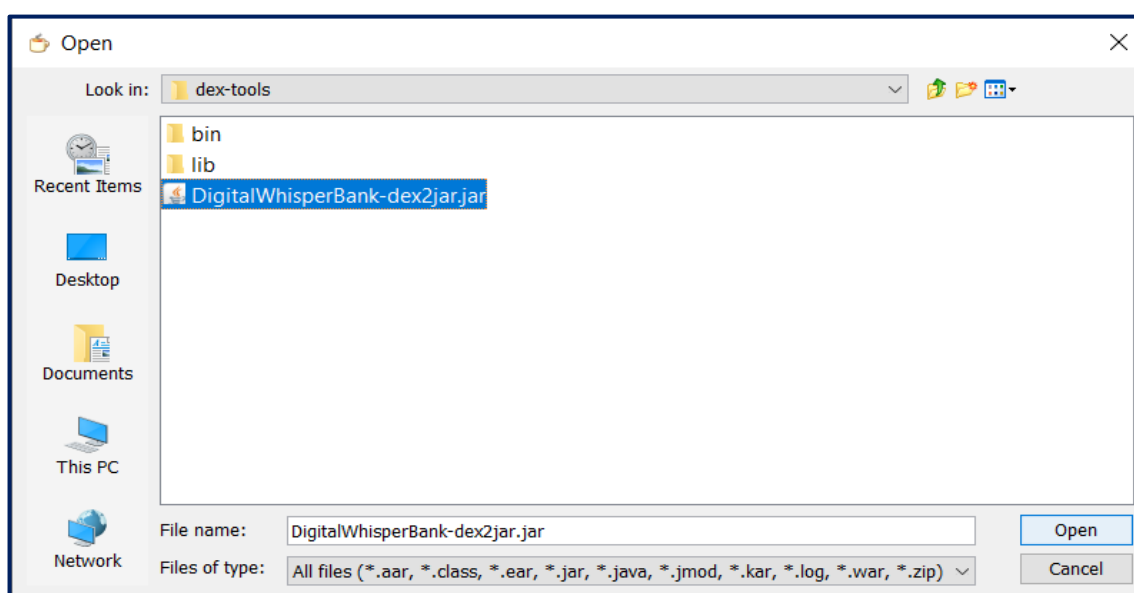 Open
Look in: dex-tools
bin
lib
DigitalWhisperBank-dex2jar.jar
Recent Items
Desktop
Documents
This PC
Network
File name: DigitalWhisperBank-dex2jar.jar Open
Files of type: All files (*.aar, *.class, *.ear, *.jar, *.java, *.jmod, *.kar, *.log, *.war, *.zip) Cancel